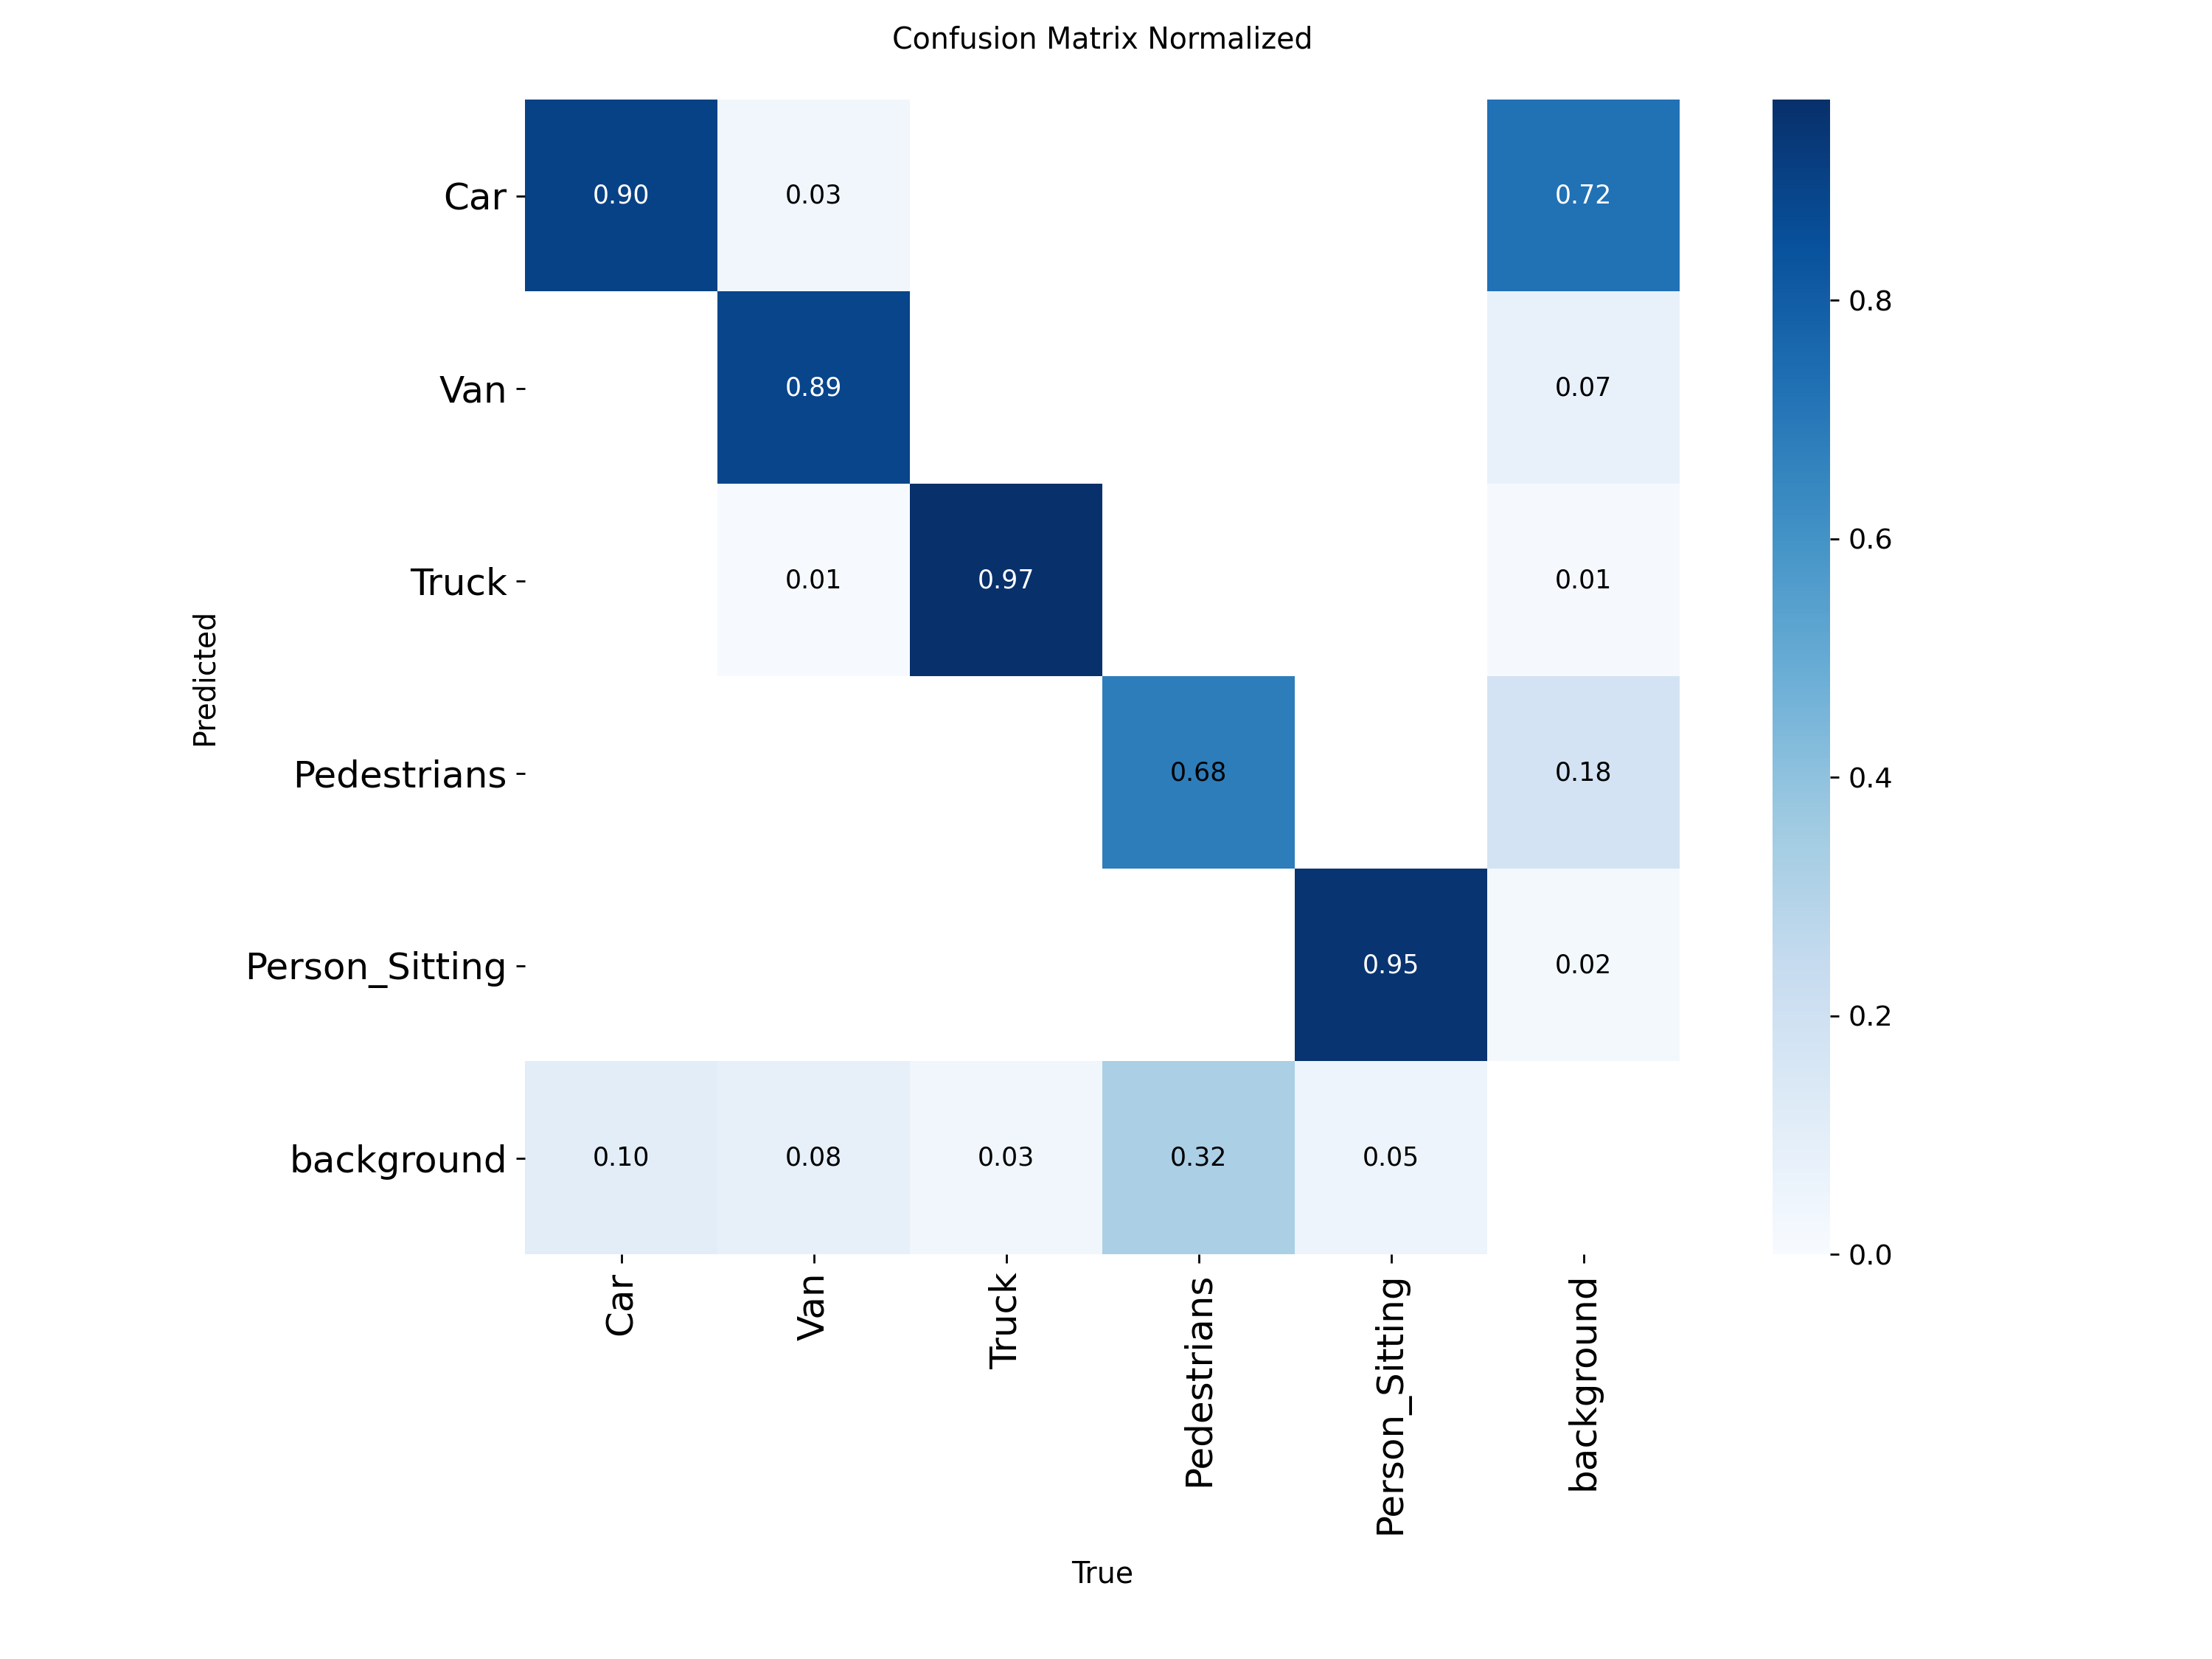 Confusion Matrix Normalized
Car
0.90
0.03
0.72
Van
0.89
0.07
Truck
0.01
0.97
0.01
Pedestrians
0.68
0.18
Person_Sitting
0.95
0.02
background
0.10
0.08
0.03
0.32
0.05
Predicted
Car
Van
Truck
Pedestrians
Person_Sitting
background
True
0.8
0.6
0.4
0.2
0.0